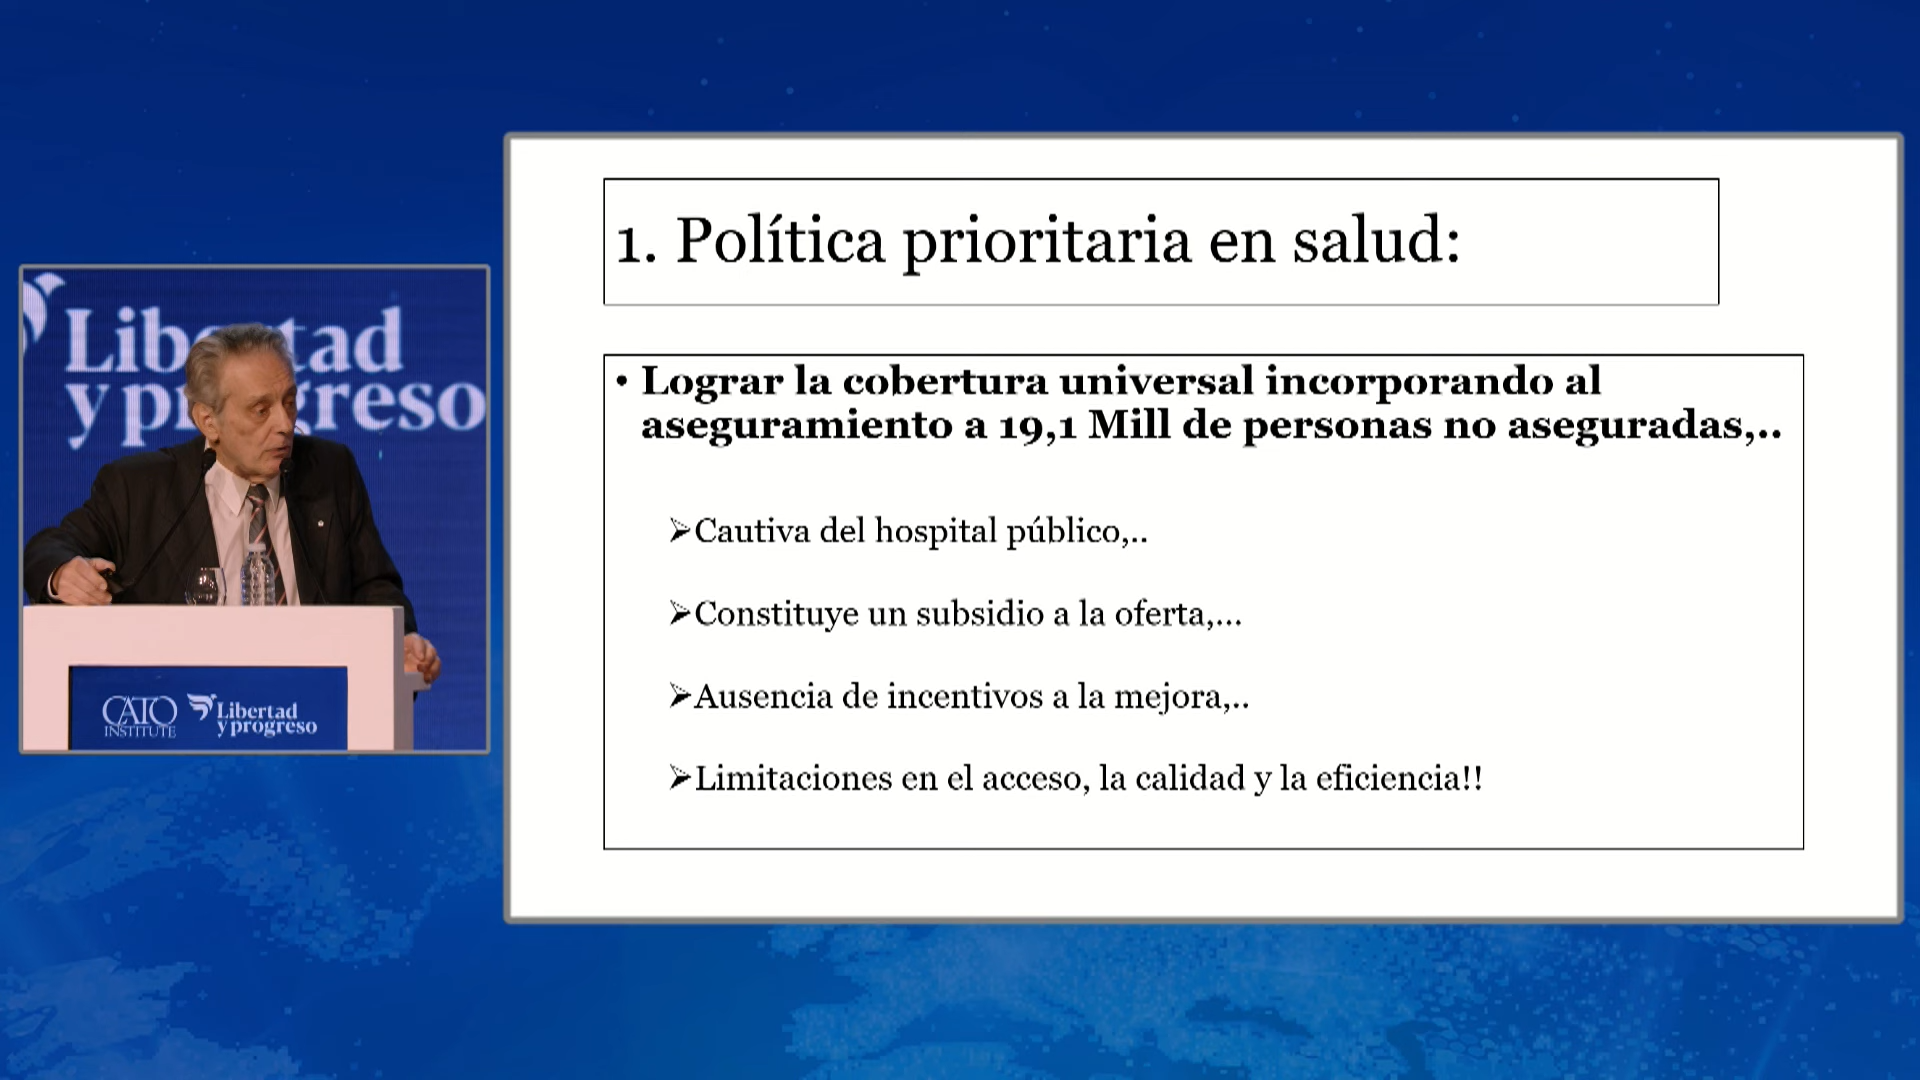 Libertad
y progreso
CATO
INSTITUTE
Libertad
y progreso
1. Política prioritaria en salud:
• Lograr la cobertura universal incorporando al
aseguramiento a 19,1 Mill de personas no aseguradas,..
➢Cautiva del hospital público,..
➢Constituye un subsidio a la oferta,...
➢Ausencia de incentivos a la mejora,..
➢Limitaciones en el acceso, la calidad y la eficiencia!!